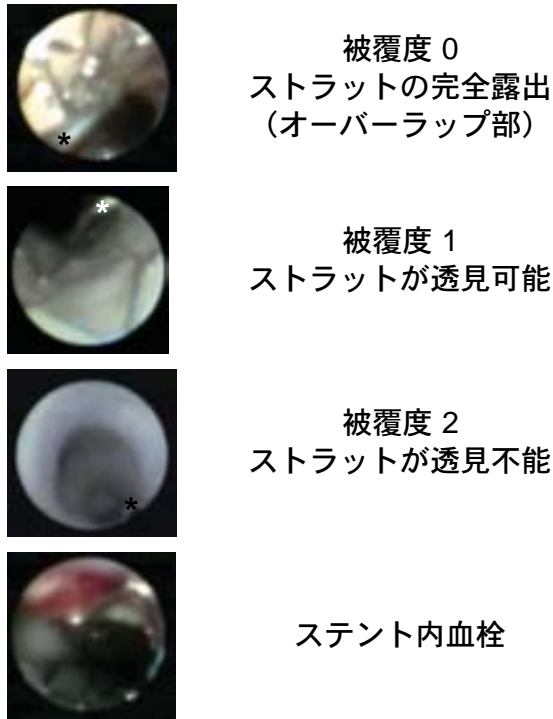 被覆度 0
ストラットの完全露出
（オーバーラップ部）
*
被覆度 1
ストラットが透見可能
*
被覆度 2
ストラットが透見不能
*
ステント内血栓